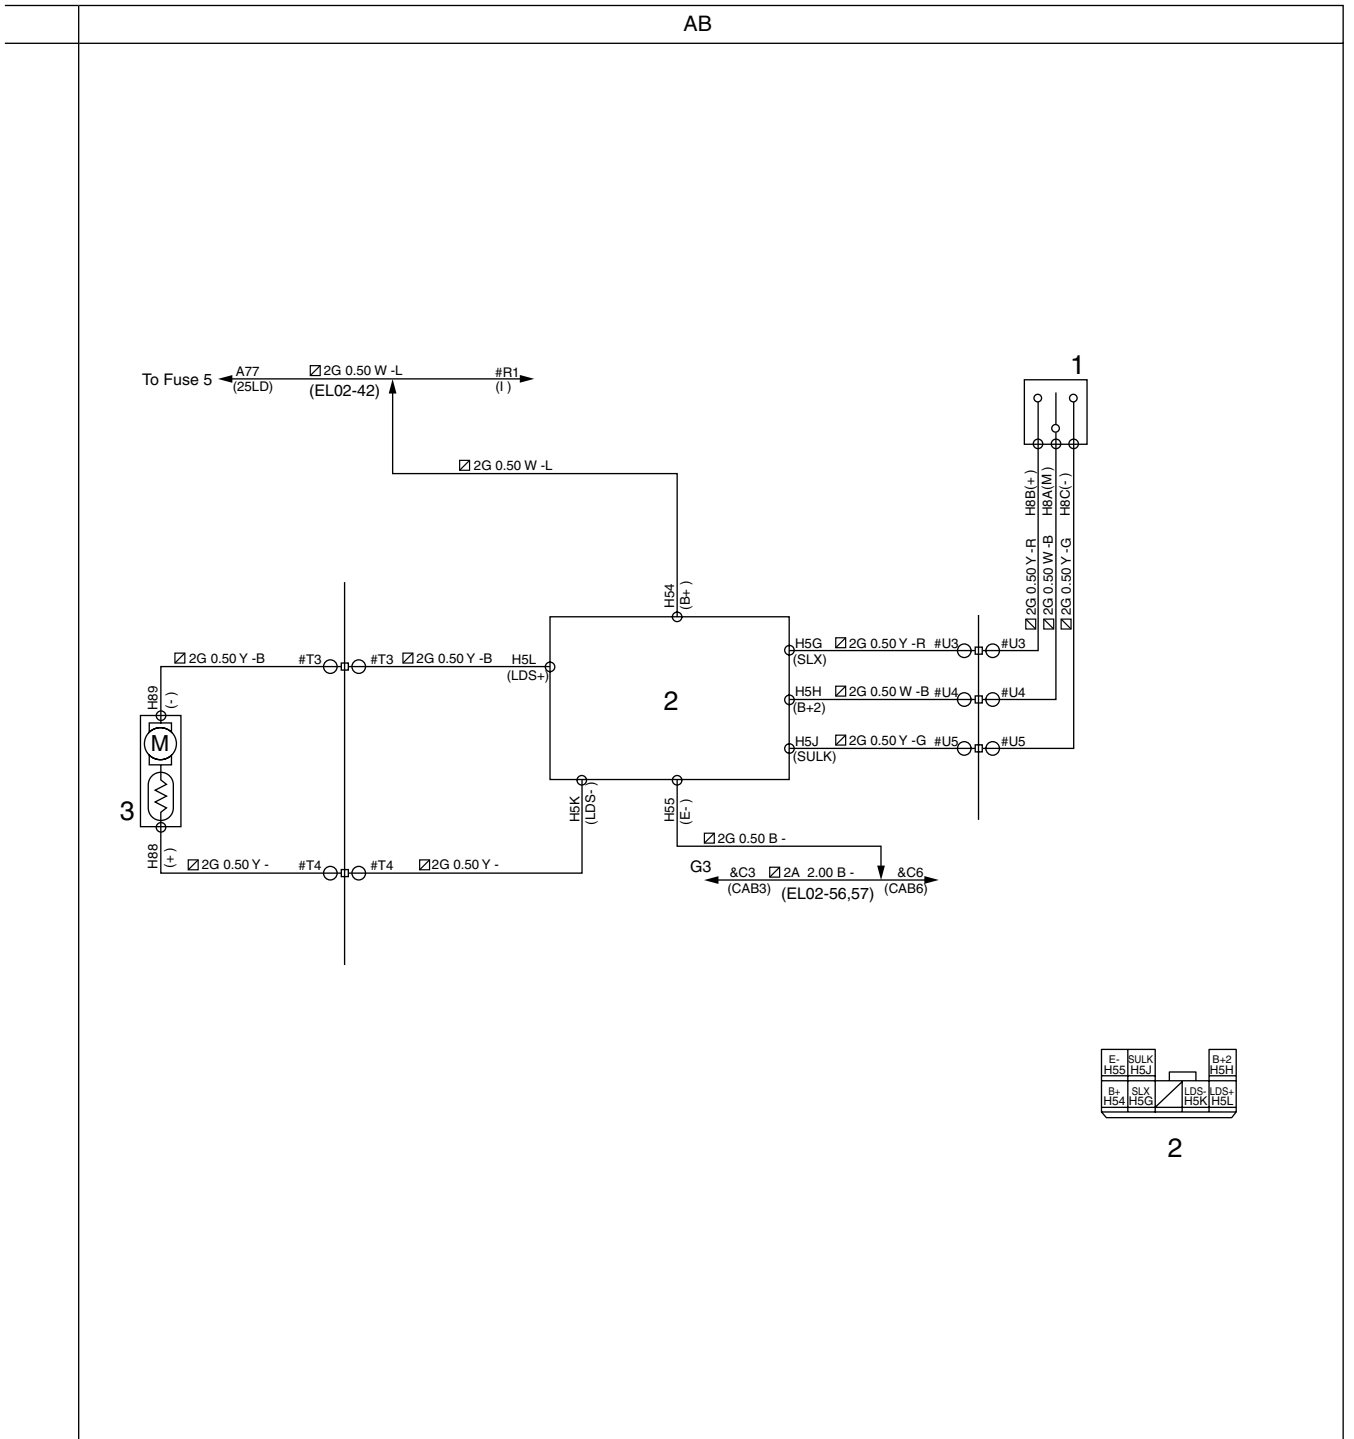 AB
1
To Fuse 5
A77
(25LD)
2G 0.50 W -L
(EL02-42)
#R1
(I )
2G 0.50 W -L
H8B(+ )
H8A(M )
H8C(- )
2G 0.50 Y -R
2G 0.50 W -B
2G 0.50 Y -G
H54
(B+ )
2G 0.50 Y -B
#T3
#T3
2G 0.50 Y -B
H5L
(LDS+)
H5G
(SLX)
2G 0.50 Y -R
#U3
#U3
2
H5H
(B+2)
2G 0.50 W -B
#U4
#U4
H5J
(SULK)
2G 0.50 Y -G
#U5
#U5
H89
(- )
M
3
H88
(+ )
2G 0.50 Y -
#T4
#T4
2G 0.50 Y -
H5K
(LDS- )
H55
(E- )
2G 0.50 B -
G3
&C3
(CAB3)
2A 2.00 B -
(EL02-56,57)
&C6
(CAB6)
E- SULK B+2
H55 H5J H5H
B+ SLX LDS- LDS+
H54 H5G H5K H5L
2